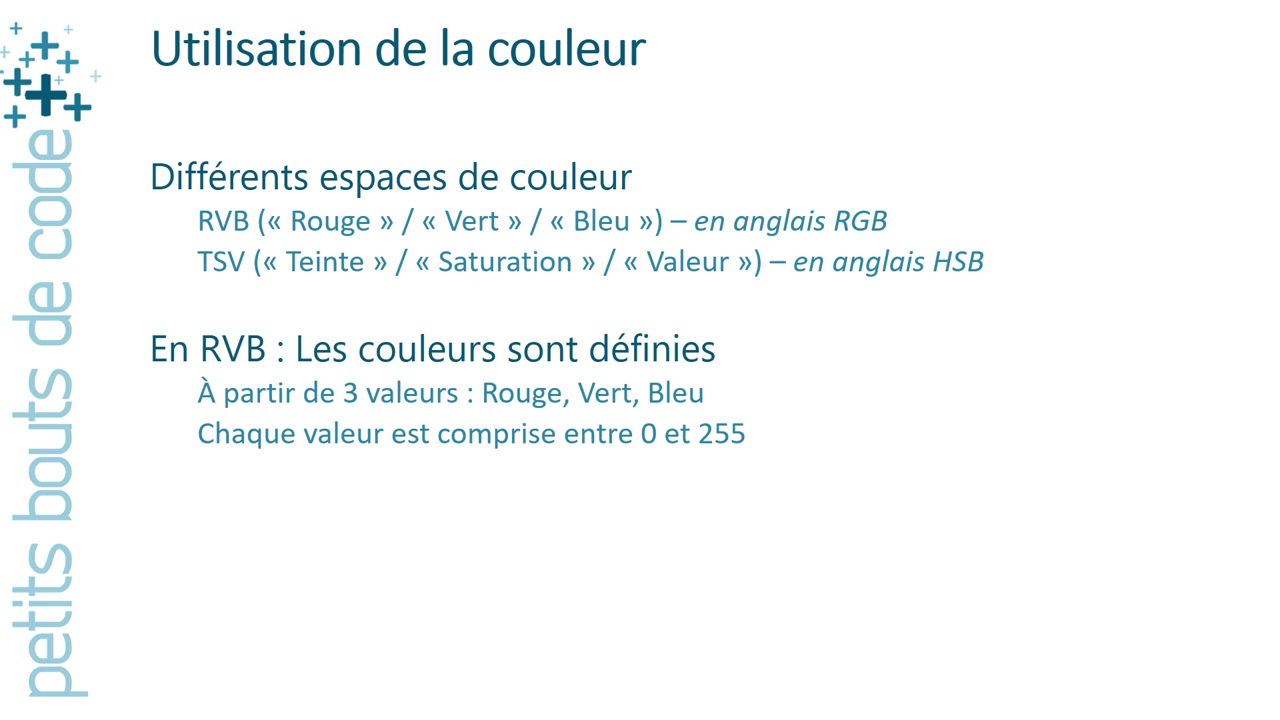 Utilisation de la couleur
Différents espaces de couleur
RVB (« Rouge » / « Vert » / « Bleu ») – en anglais RGB
TSV (« Teinte » / « Saturation » / « Valeur ») – en anglais HSB
En RVB : Les couleurs sont définies
À partir de 3 valeurs : Rouge, Vert, Bleu
Chaque valeur est comprise entre 0 et 255
petits bouts de code